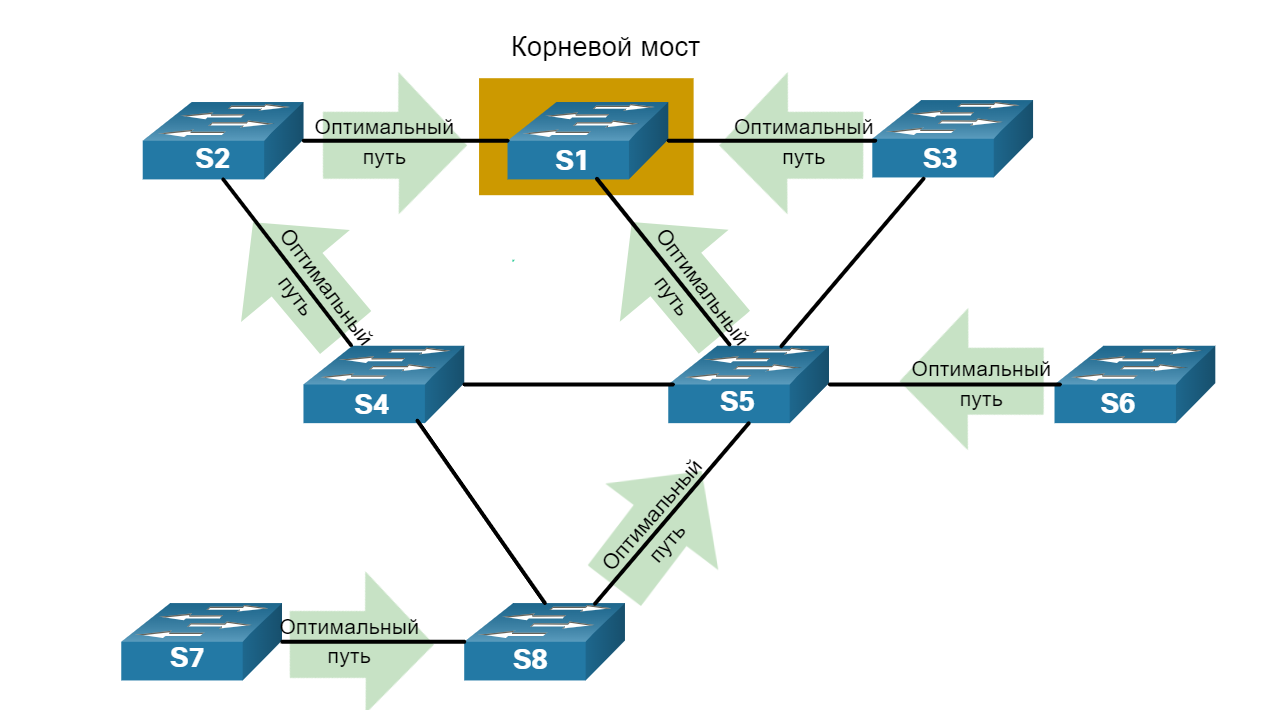 Корневой мост
Оптимальный
путь
S2
S1
Оптимальный
путь
S3
Оптимальный
путь
Оптимальный
путь
S4
S5
Оптимальный
путь
S6
Оптимальный
путь
Оптимальный
путь
S7
S8